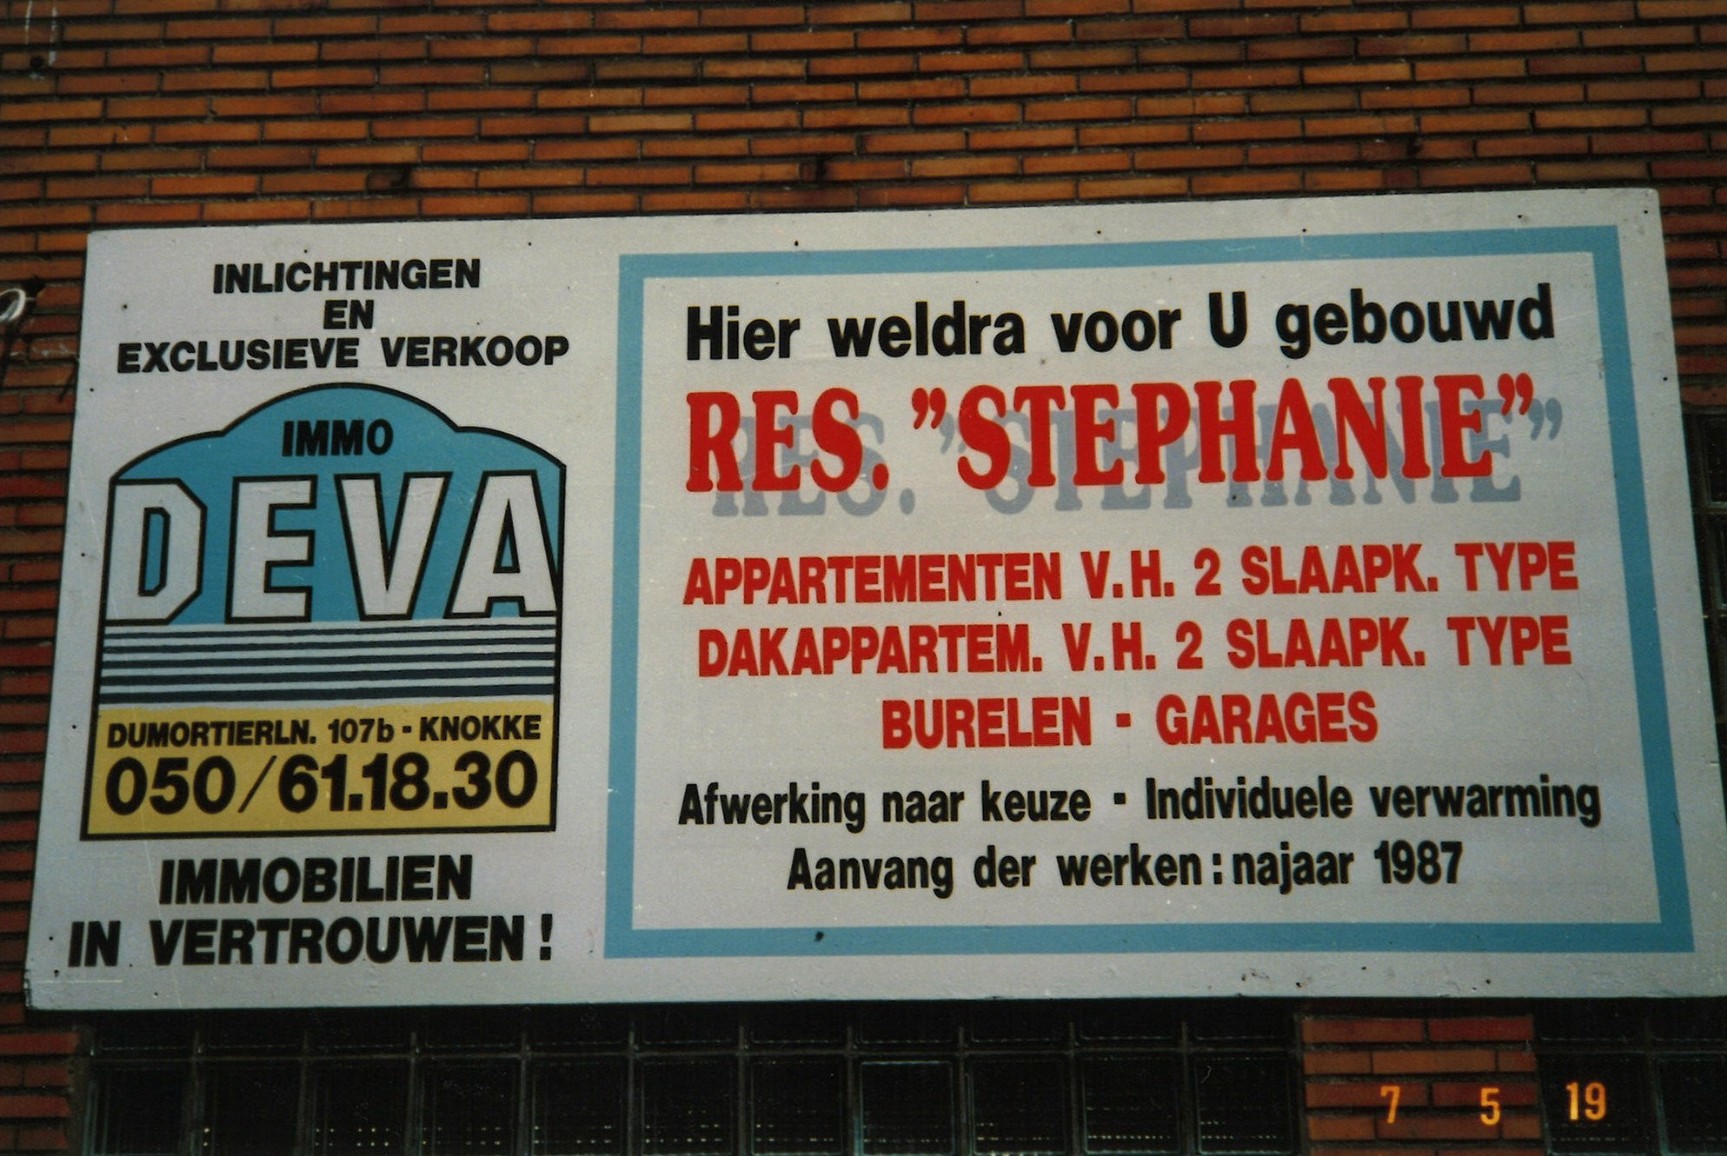 INLICHTINGEN
EN
EXCLUSIEVE VERKOOP
IMMO
DEVA
DUMORTIERLN. 107b - KNOKKE
050/61.18.30
IMMOBILIEN
IN VERTROUWEN!
Hier weldra voor U gebouwd
RES. "STEPHANIE"
APPARTEMENTEN V.H. 2 SLAAPK. TYPE
DAKAPPARTEM. V.H. 2 SLAAPK. TYPE
BURELEN - GARAGES
Afwerking naar keuze - Individuele verwarming
Aanvang der werken: najaar 1987
7 5 19